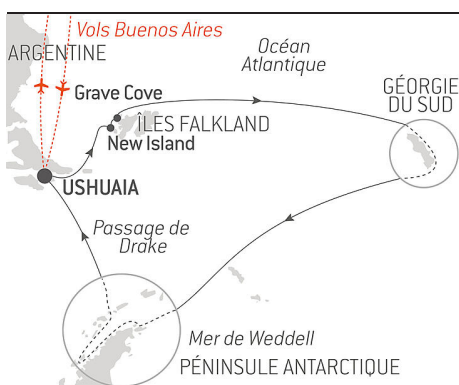 Vols Buenos Aires
ARGENTINE
Océan
Atlantique
Grave Cove
GÉORGIE
DU SUD
ÎLES FALKLAND
New Island
USHUAIA
Passage de
Drake
Mer de Weddell
PÉNINSULE ANTARCTIQUE